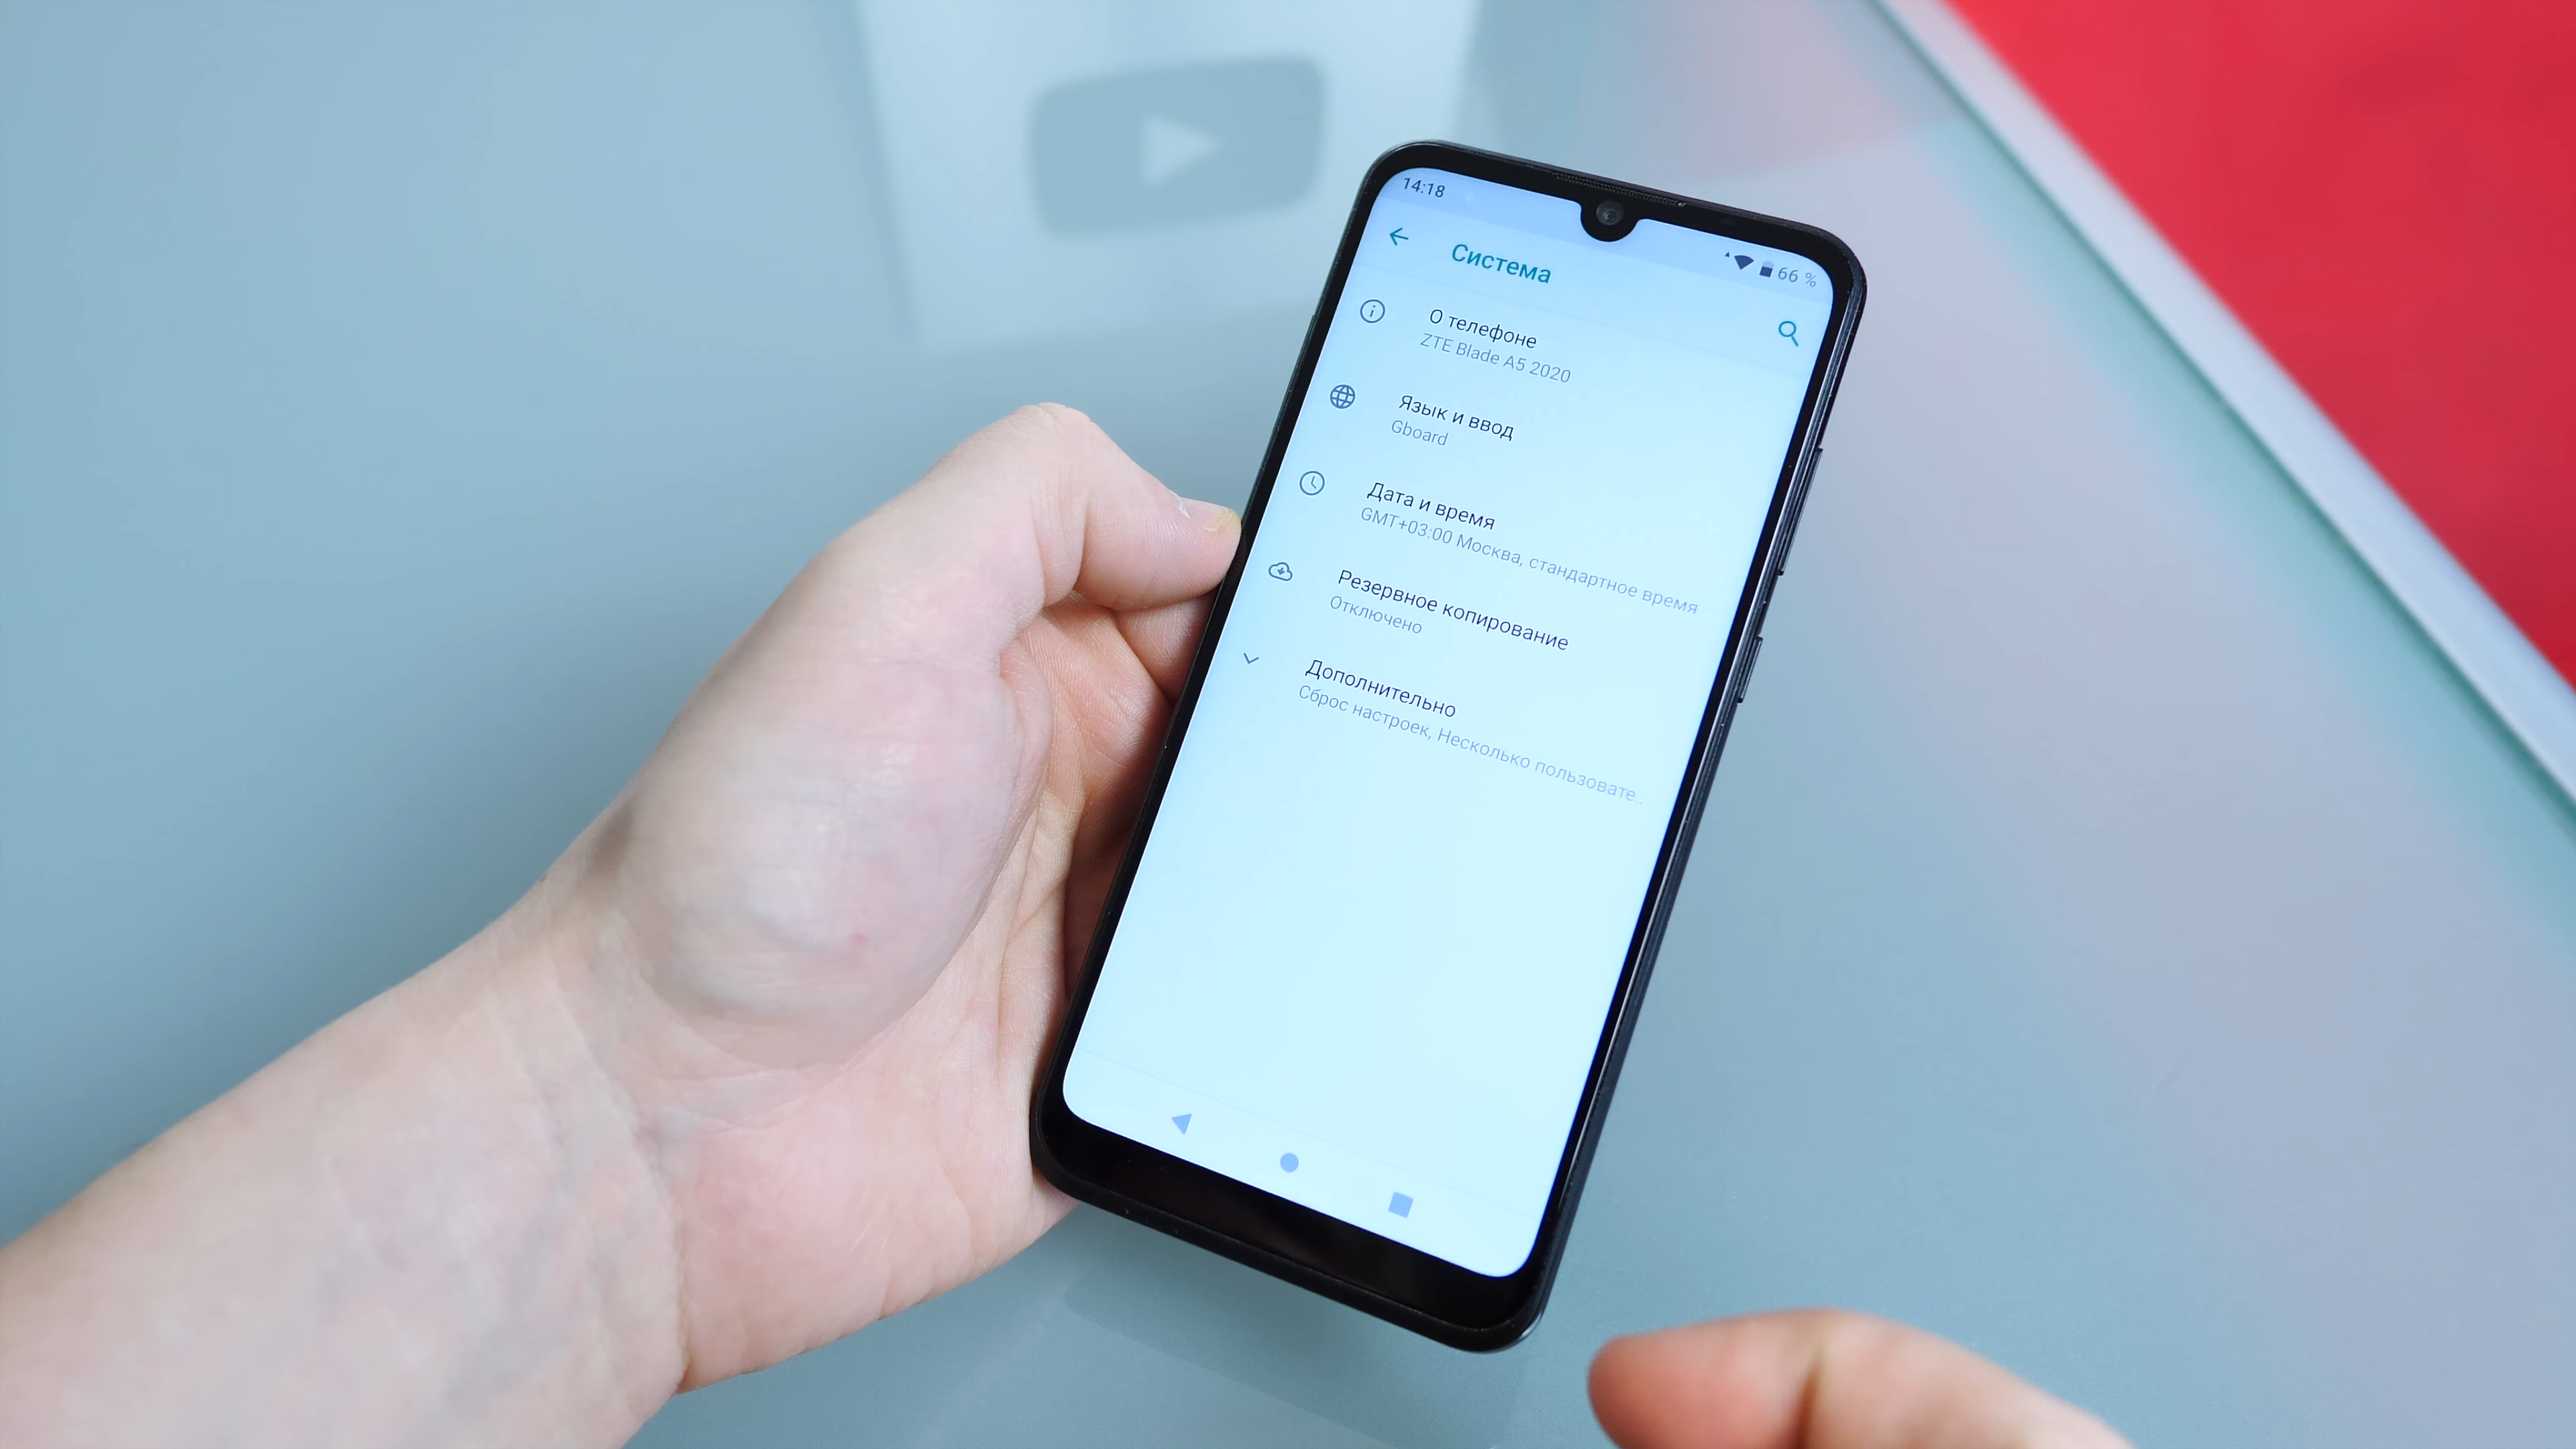 14:18
66 %
Система
О телефоне
ZTE Blade A5 2020
Язык и ввод
Gboard
Дата и время
GMT+03:00 Москва, стандартное время
Резервное копирование
Отключено
Дополнительно
Сброс настроек, Несколько пользовате..